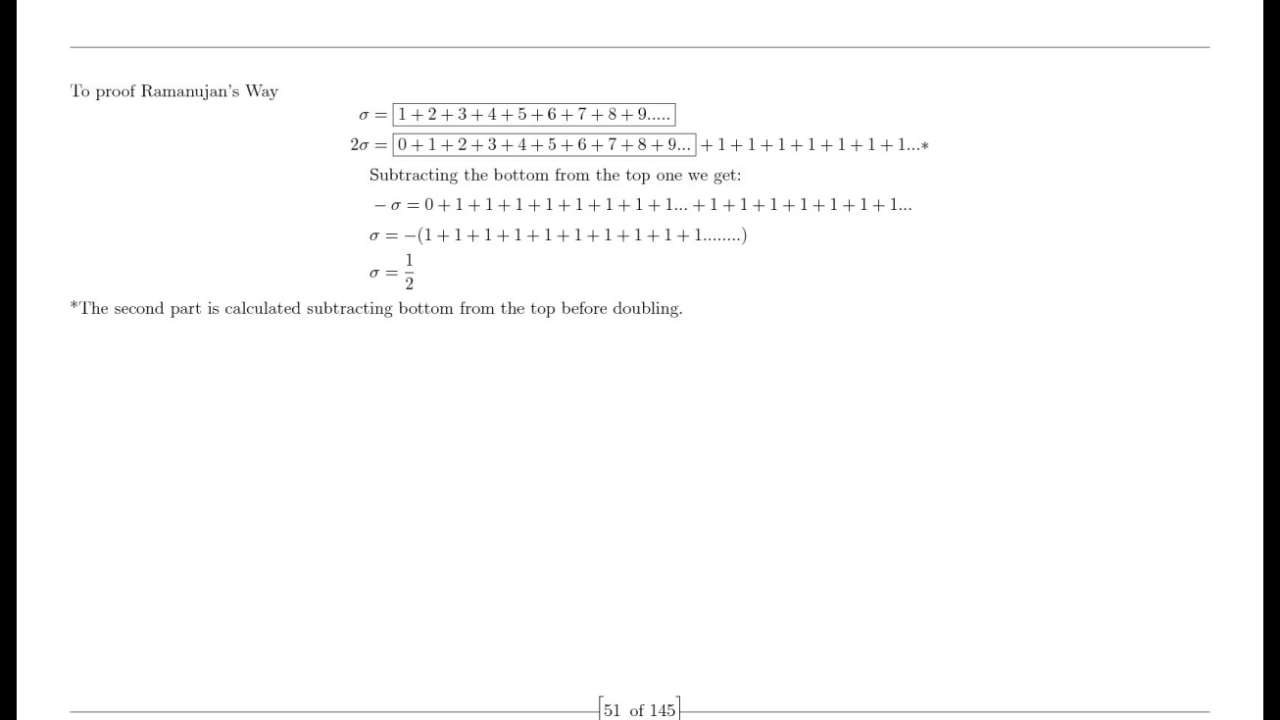 To proof Ramanujan's Way
σ = 1 + 2 + 3 + 4 + 5 + 6 + 7 + 8 + 9.....
2σ = 0 + 1 + 2 + 3 + 4 + 5 + 6 + 7 + 8 + 9... + 1 + 1 + 1 + 1 + 1 + 1 + 1...*
Subtracting the bottom from the top one we get:
− σ = 0 + 1 + 1 + 1 + 1 + 1 + 1 + 1 + 1... + 1 + 1 + 1 + 1 + 1 + 1 + 1...
σ = −(1 + 1 + 1 + 1 + 1 + 1 + 1 + 1 + 1 + 1........)
σ = 1/2
*The second part is calculated subtracting bottom from the top before doubling.
[51 of 145]